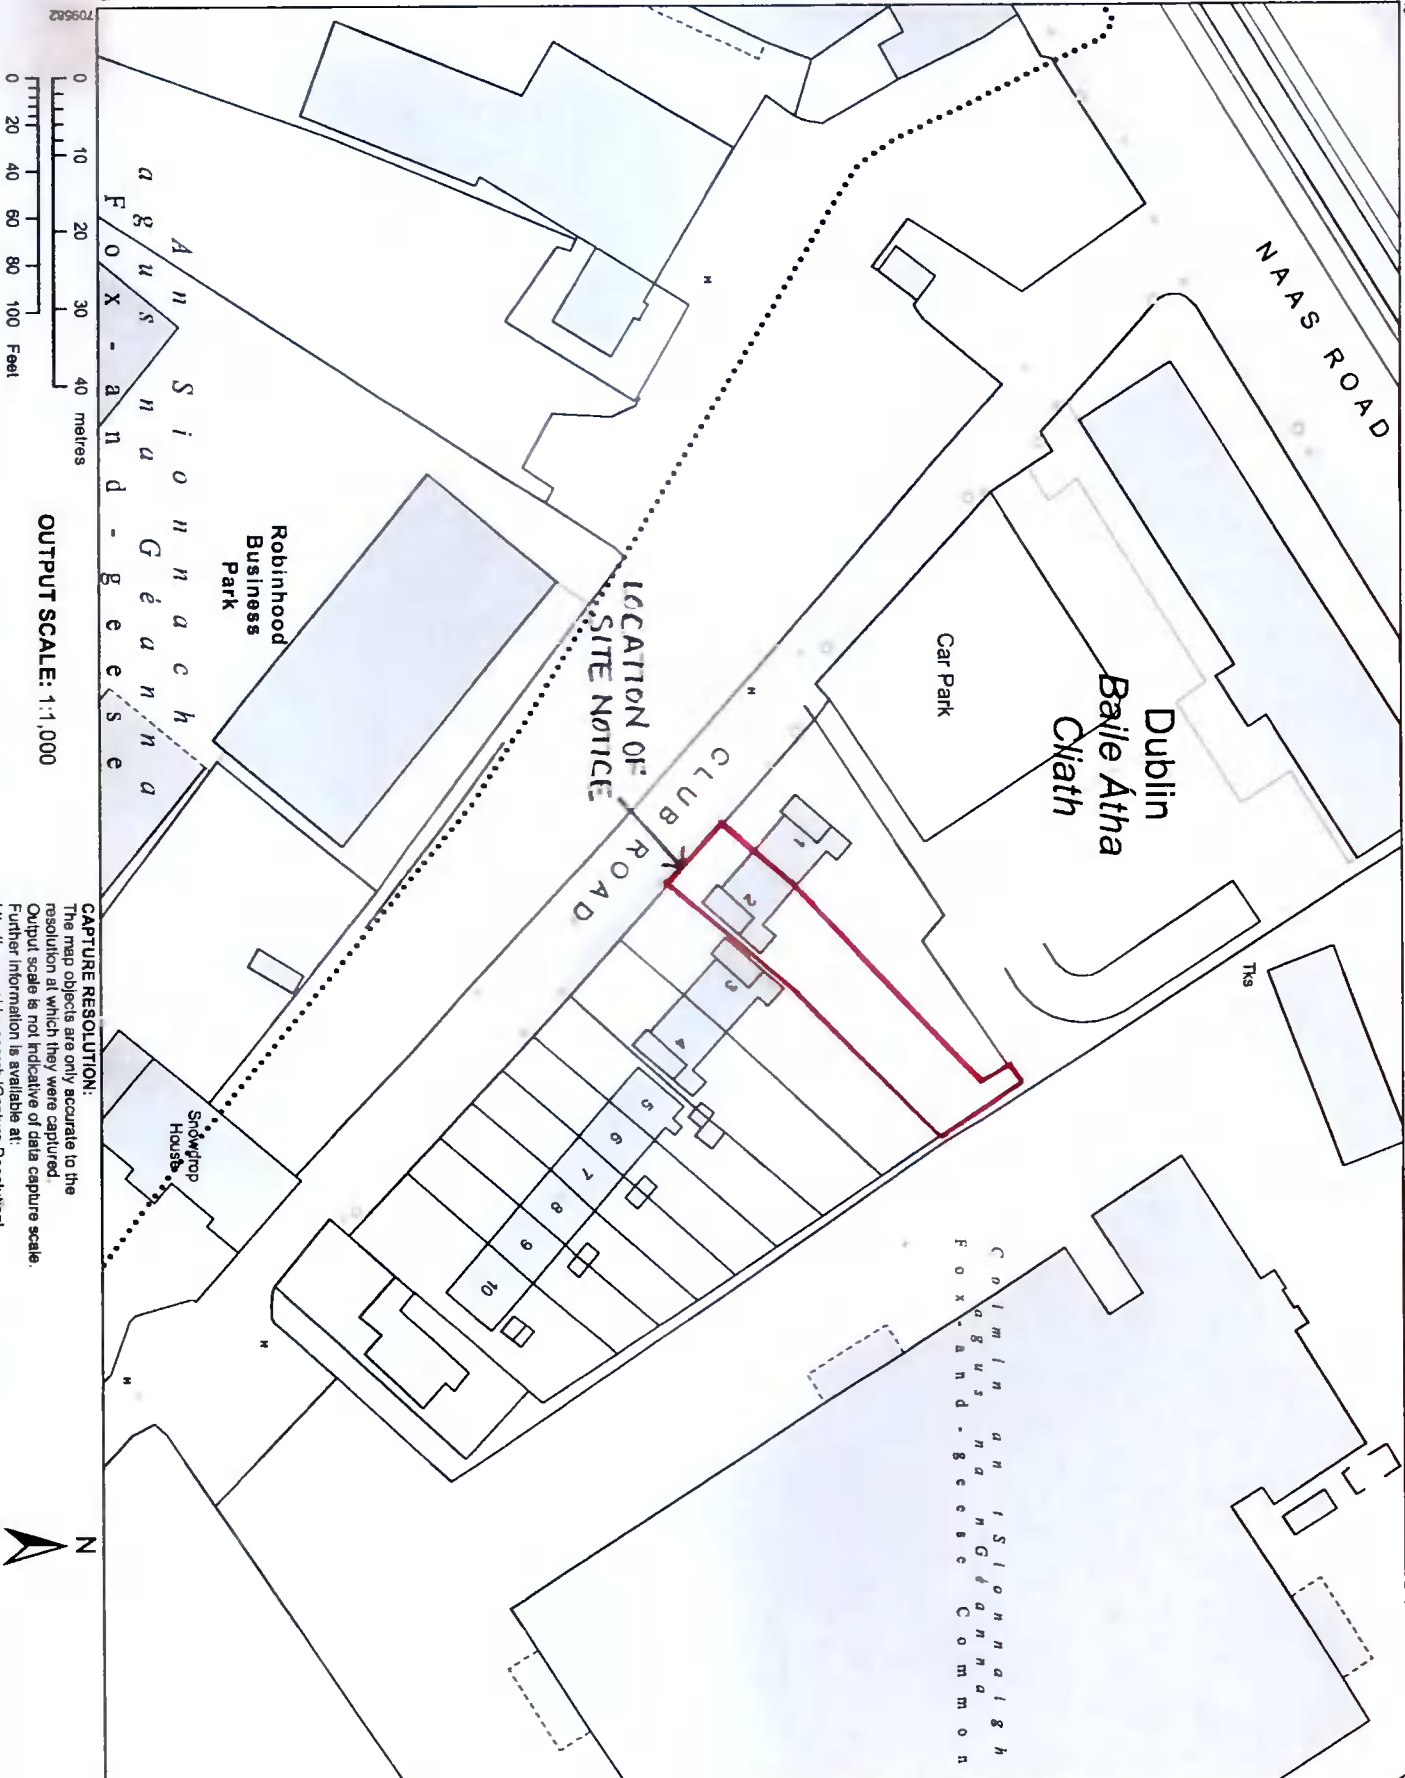 709582
NAAS ROAD
Dublin
Baile Átha
Cliath
Car Park
Tks
LOCATION OF
SITE NOTICE
CLUB ROAD
1
2
3
4
5
6
7
8
9
10
Robinhood
Business
Park
An Sionnach
agus na Géanna
Fox-and-geese
Snowdrop
House
Coimín an tSionnaigh
agus na nGéanna
Fox-and-geese Common
M
M
M
M
0 10 20 30 40 metres
0 20 40 60 80 100 Feet
OUTPUT SCALE: 1:1,000
CAPTURE RESOLUTION:
The map objects are only accurate to the
resolution at which they were captured.
Output scale is not indicative of data capture scale.
Further information is available at:
N